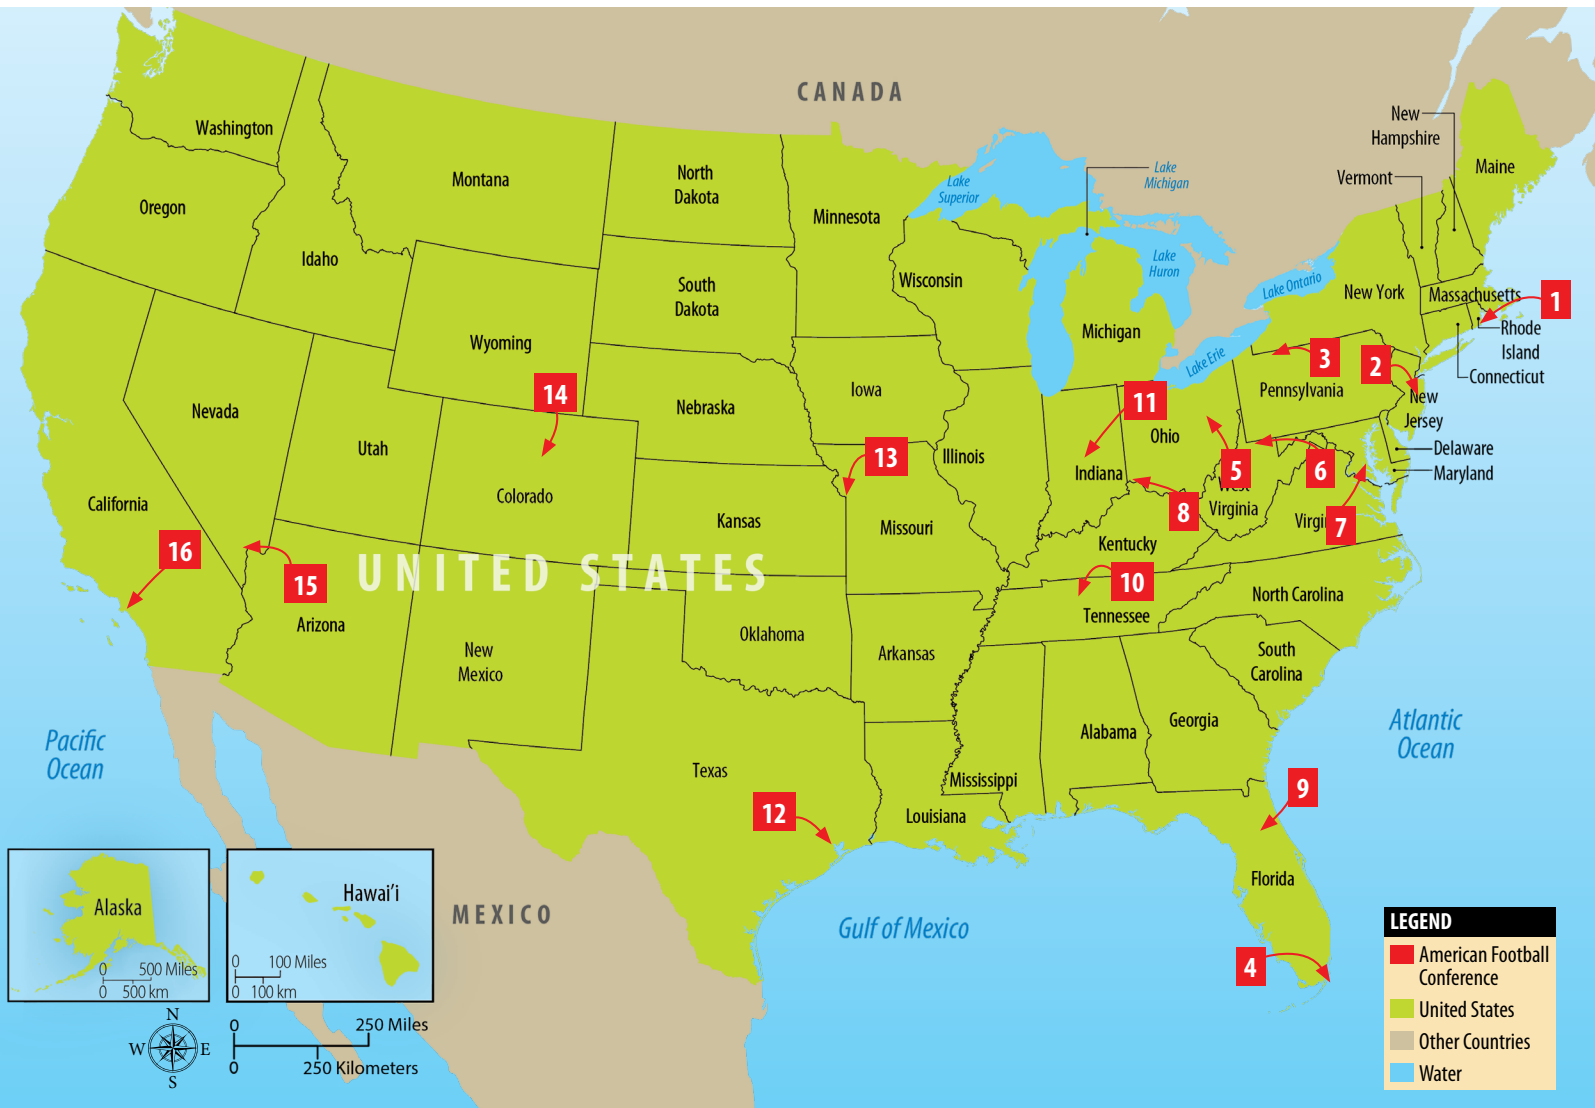 CANADA
Washington
Montana
North
Dakota
Minnesota
Lake
Superior
Lake
Michigan
New
Hampshire
Vermont
Maine
Oregon
Idaho
South
Dakota
Wisconsin
Lake
Huron
Lake Ontario
New York
Massachusetts
1
Rhode
Island
Connecticut
Wyoming
Michigan
Lake Erie
3
2
Pennsylvania
New
Jersey
Nevada
14
Nebraska
Iowa
11
Ohio
Delaware
Maryland
Utah
13
Illinois
Indiana
5
6
Colorado
California
Kansas
Missouri
8
West
Virginia
Virgi
7
Kentucky
16
15
UNITED STATES
10
North Carolina
Arizona
Tennessee
Oklahoma
Arkansas
South
Carolina
New
Mexico
Pacific
Ocean
Alabama
Georgia
Atlantic
Ocean
Texas
Mississippi
9
12
Louisiana
Florida
Alaska
0 500 Miles
0 500 km
Hawai'i
0 100 Miles
0 100 km
MEXICO
Gulf of Mexico
4
N
W E
S
0 250 Miles
0 250 Kilometers
LEGEND
American Football
Conference
United States
Other Countries
Water